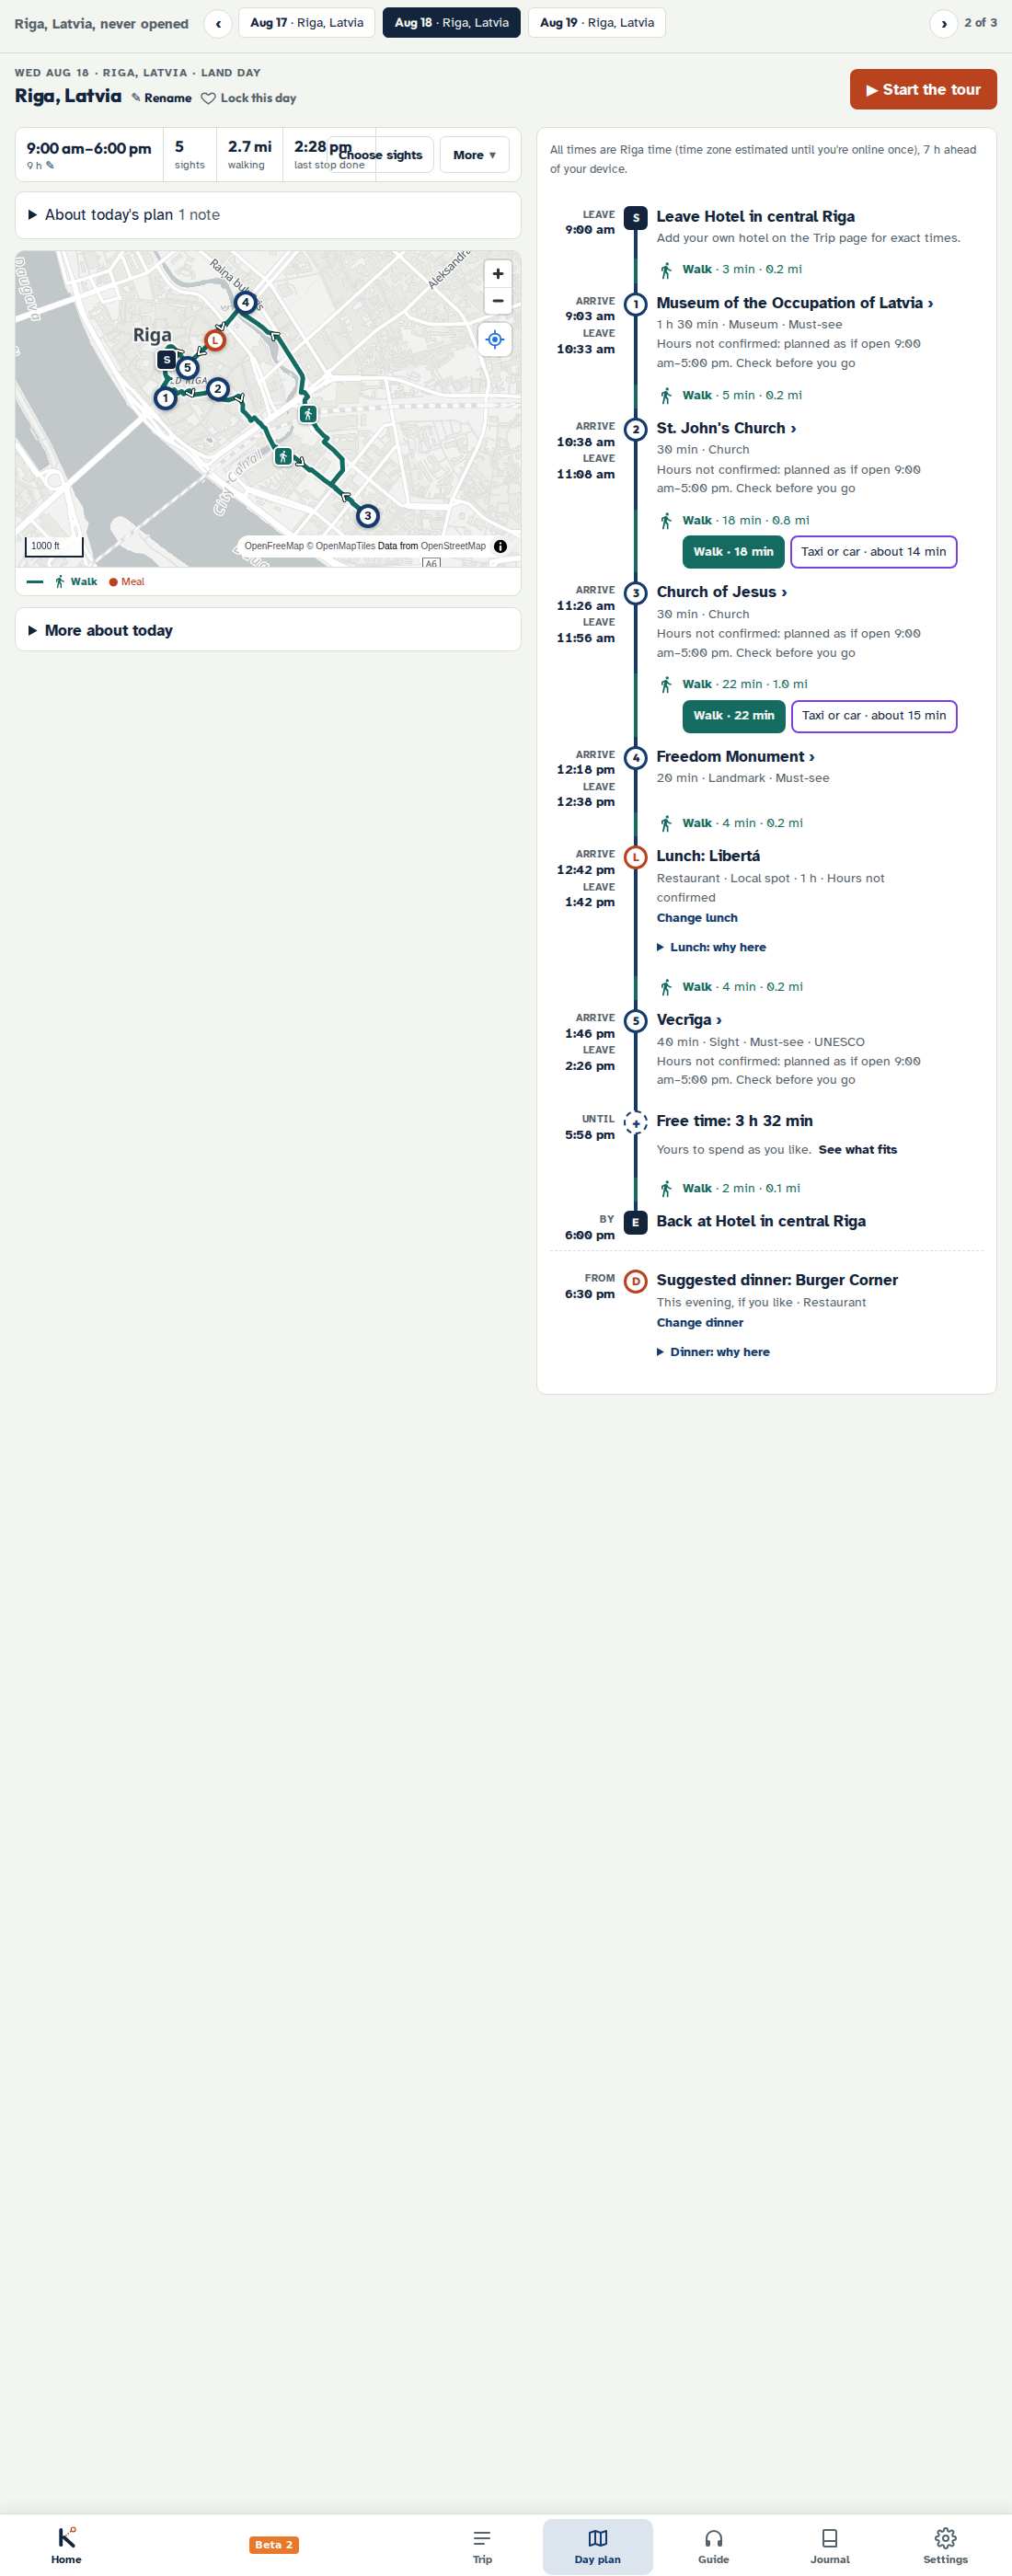 Riga, Latvia, never opened
‹
Aug 17 · Riga, Latvia
Aug 18 · Riga, Latvia
Aug 19 · Riga, Latvia
›
2 of 3
WED AUG 18 · RIGA, LATVIA · LAND DAY
Riga, Latvia ✎ Rename Lock this day
▶ Start the tour
9:00 am–6:00 pm
9 h ✎
5
sights
2.7 mi
walking
2:28 pm
last stop done
Choose sights
More ▾
▶ About today's plan 1 note
Daugava
Raiņa bulvāris
Aleksandra
Riga
S
1
2
3
4
5
L
City Canal
+
−
1000 ft
OpenFreeMap © OpenMapTiles Data from OpenStreetMap
A6
Walk
Meal
▶ More about today
All times are Riga time (time zone estimated until you're online once), 7 h ahead
of your device.
LEAVE
9:00 am
S
Leave Hotel in central Riga
Add your own hotel on the Trip page for exact times.
Walk · 3 min · 0.2 mi
ARRIVE
9:03 am
LEAVE
10:33 am
1
Museum of the Occupation of Latvia ›
1 h 30 min · Museum · Must-see
Hours not confirmed: planned as if open 9:00
am–5:00 pm. Check before you go
Walk · 5 min · 0.2 mi
ARRIVE
10:38 am
LEAVE
11:08 am
2
St. John's Church ›
30 min · Church
Hours not confirmed: planned as if open 9:00
am–5:00 pm. Check before you go
Walk · 18 min · 0.8 mi
Walk · 18 min
Taxi or car · about 14 min
ARRIVE
11:26 am
LEAVE
11:56 am
3
Church of Jesus ›
30 min · Church
Hours not confirmed: planned as if open 9:00
am–5:00 pm. Check before you go
Walk · 22 min · 1.0 mi
Walk · 22 min
Taxi or car · about 15 min
ARRIVE
12:18 pm
LEAVE
12:38 pm
4
Freedom Monument ›
20 min · Landmark · Must-see
Walk · 4 min · 0.2 mi
ARRIVE
12:42 pm
LEAVE
1:42 pm
L
Lunch: Libertá
Restaurant · Local spot · 1 h · Hours not
confirmed
Change lunch
▶ Lunch: why here
Walk · 4 min · 0.2 mi
ARRIVE
1:46 pm
LEAVE
2:26 pm
5
Vecrīga ›
40 min · Sight · Must-see · UNESCO
Hours not confirmed: planned as if open 9:00
am–5:00 pm. Check before you go
UNTIL
5:58 pm
+
Free time: 3 h 32 min
Yours to spend as you like. See what fits
Walk · 2 min · 0.1 mi
BY
6:00 pm
E
Back at Hotel in central Riga
FROM
6:30 pm
D
Suggested dinner: Burger Corner
This evening, if you like · Restaurant
Change dinner
▶ Dinner: why here
Home
Beta 2
Trip
Day plan
Guide
Journal
Settings